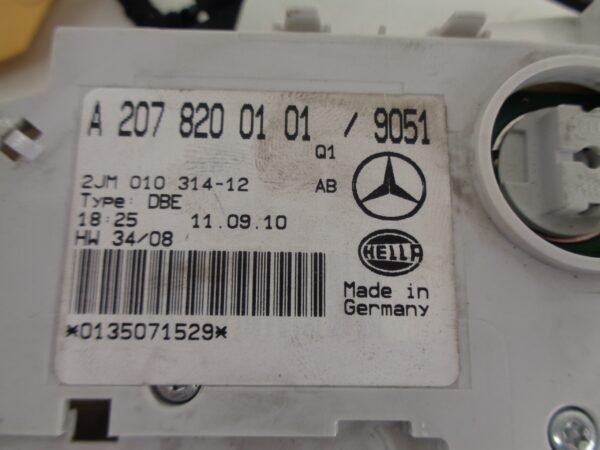 A 207 820 01 01 / 9051
Q1
2JM 010 314-12 AB
Type: DBE
18:25 11.09.10
HW 34/08
HELLA
Made in
Germany
*0135071529*